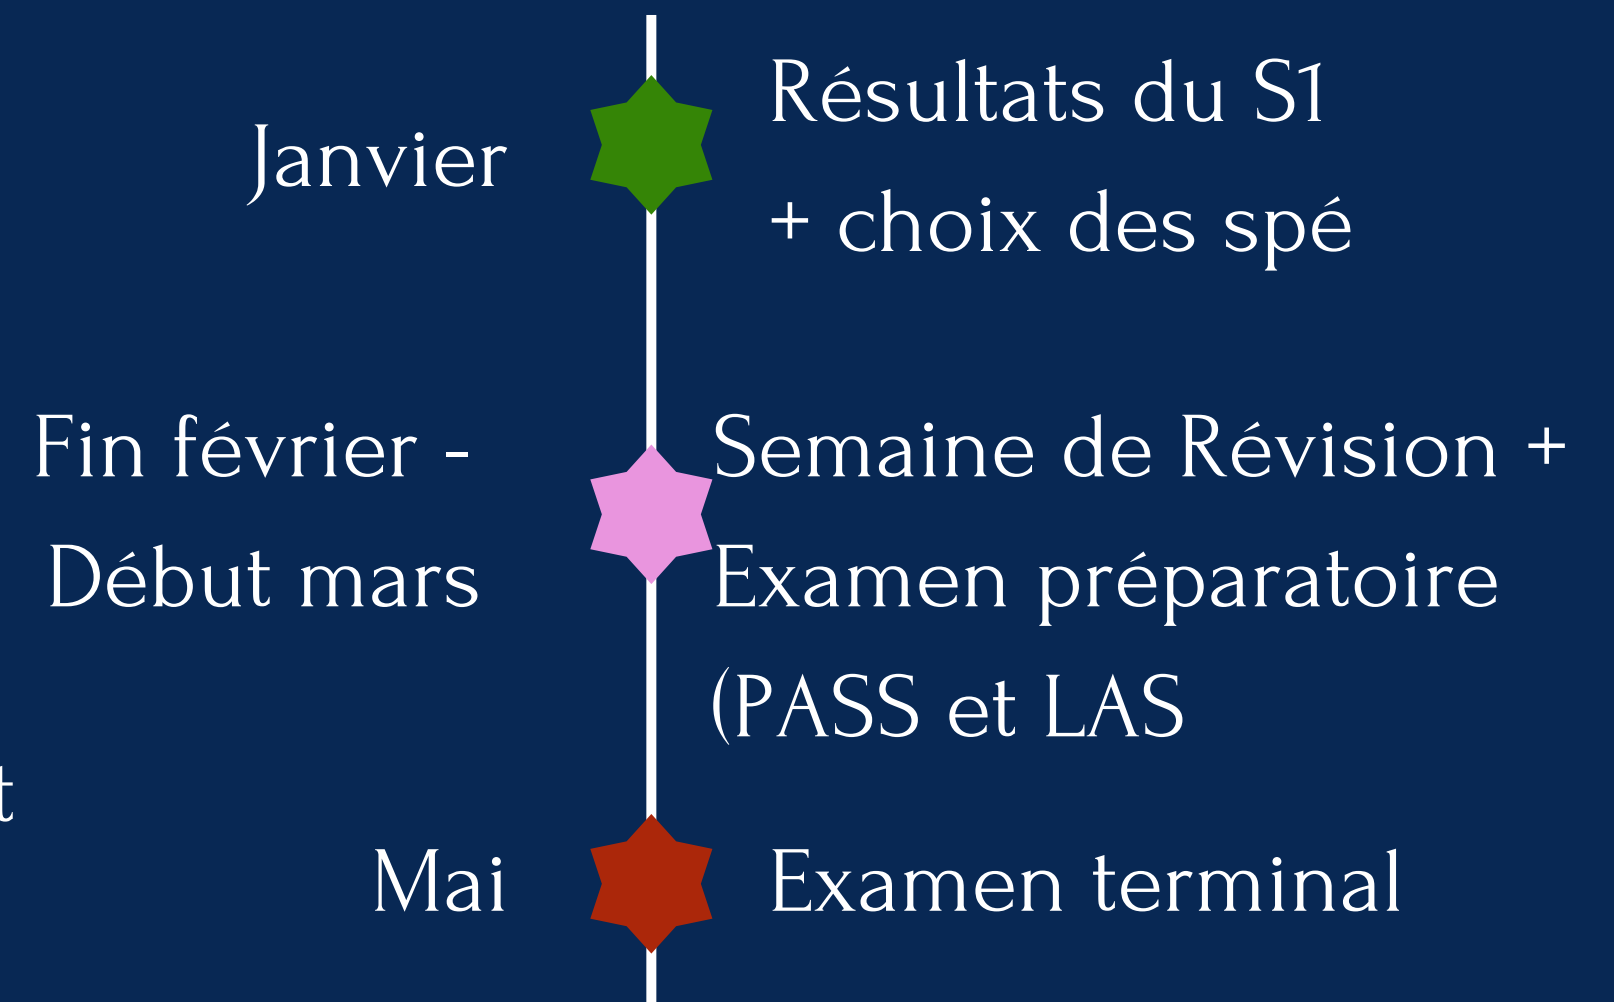 Janvier
Résultats du S1
+ choix des spé
Fin février -
Début mars
Semaine de Révision +
Examen préparatoire
(PASS et LAS
t
Mai
Examen terminal